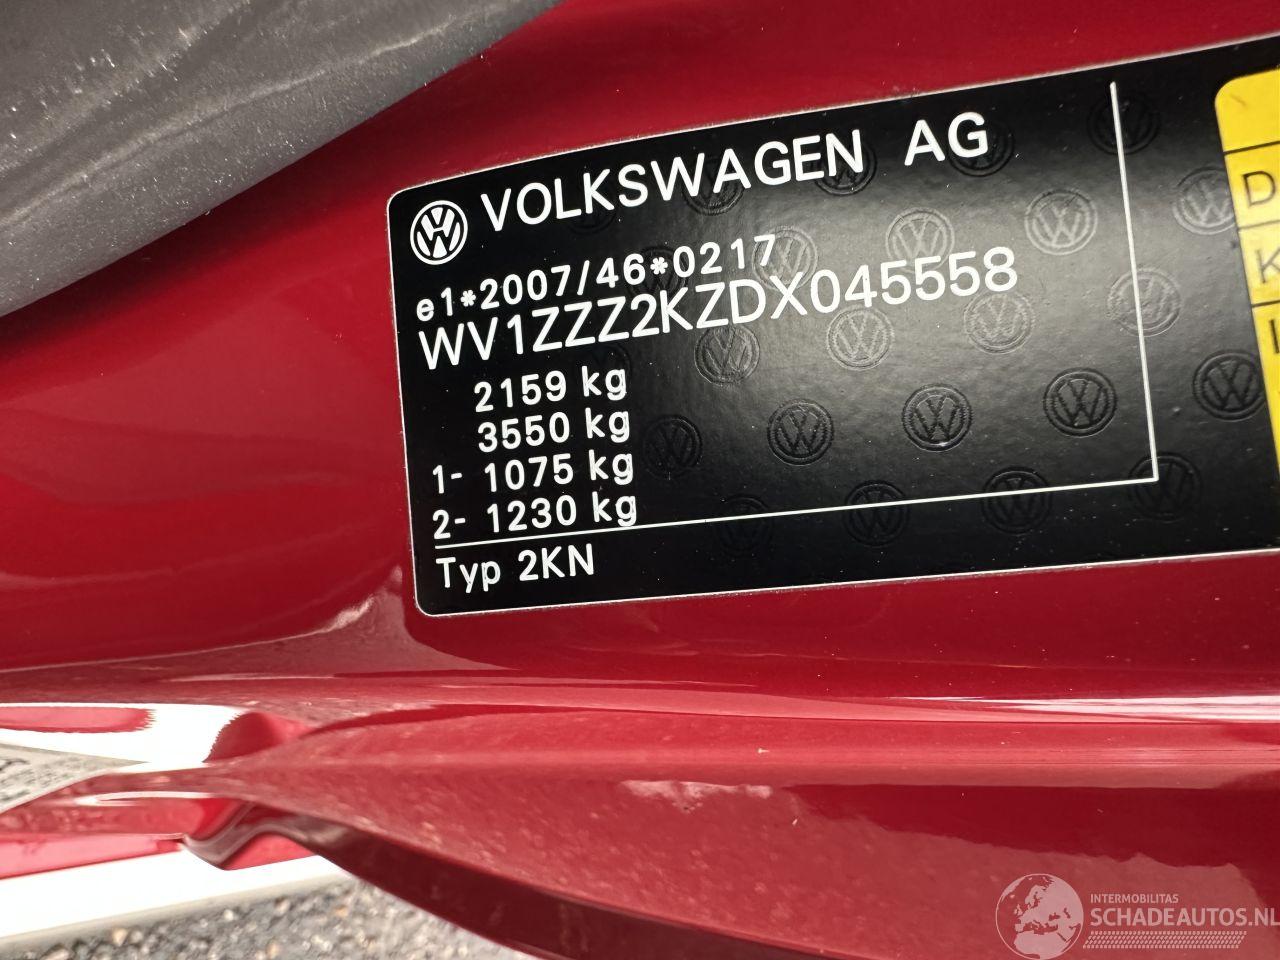 VOLKSWAGEN AG
e1*2007/46*0217
WV1ZZZ2KZDX045558
2159 kg
3550 kg
1- 1075 kg
2- 1230 kg
Typ 2KN
D
K
INTERMOBILITAS
SCHADEAUTOS.NL